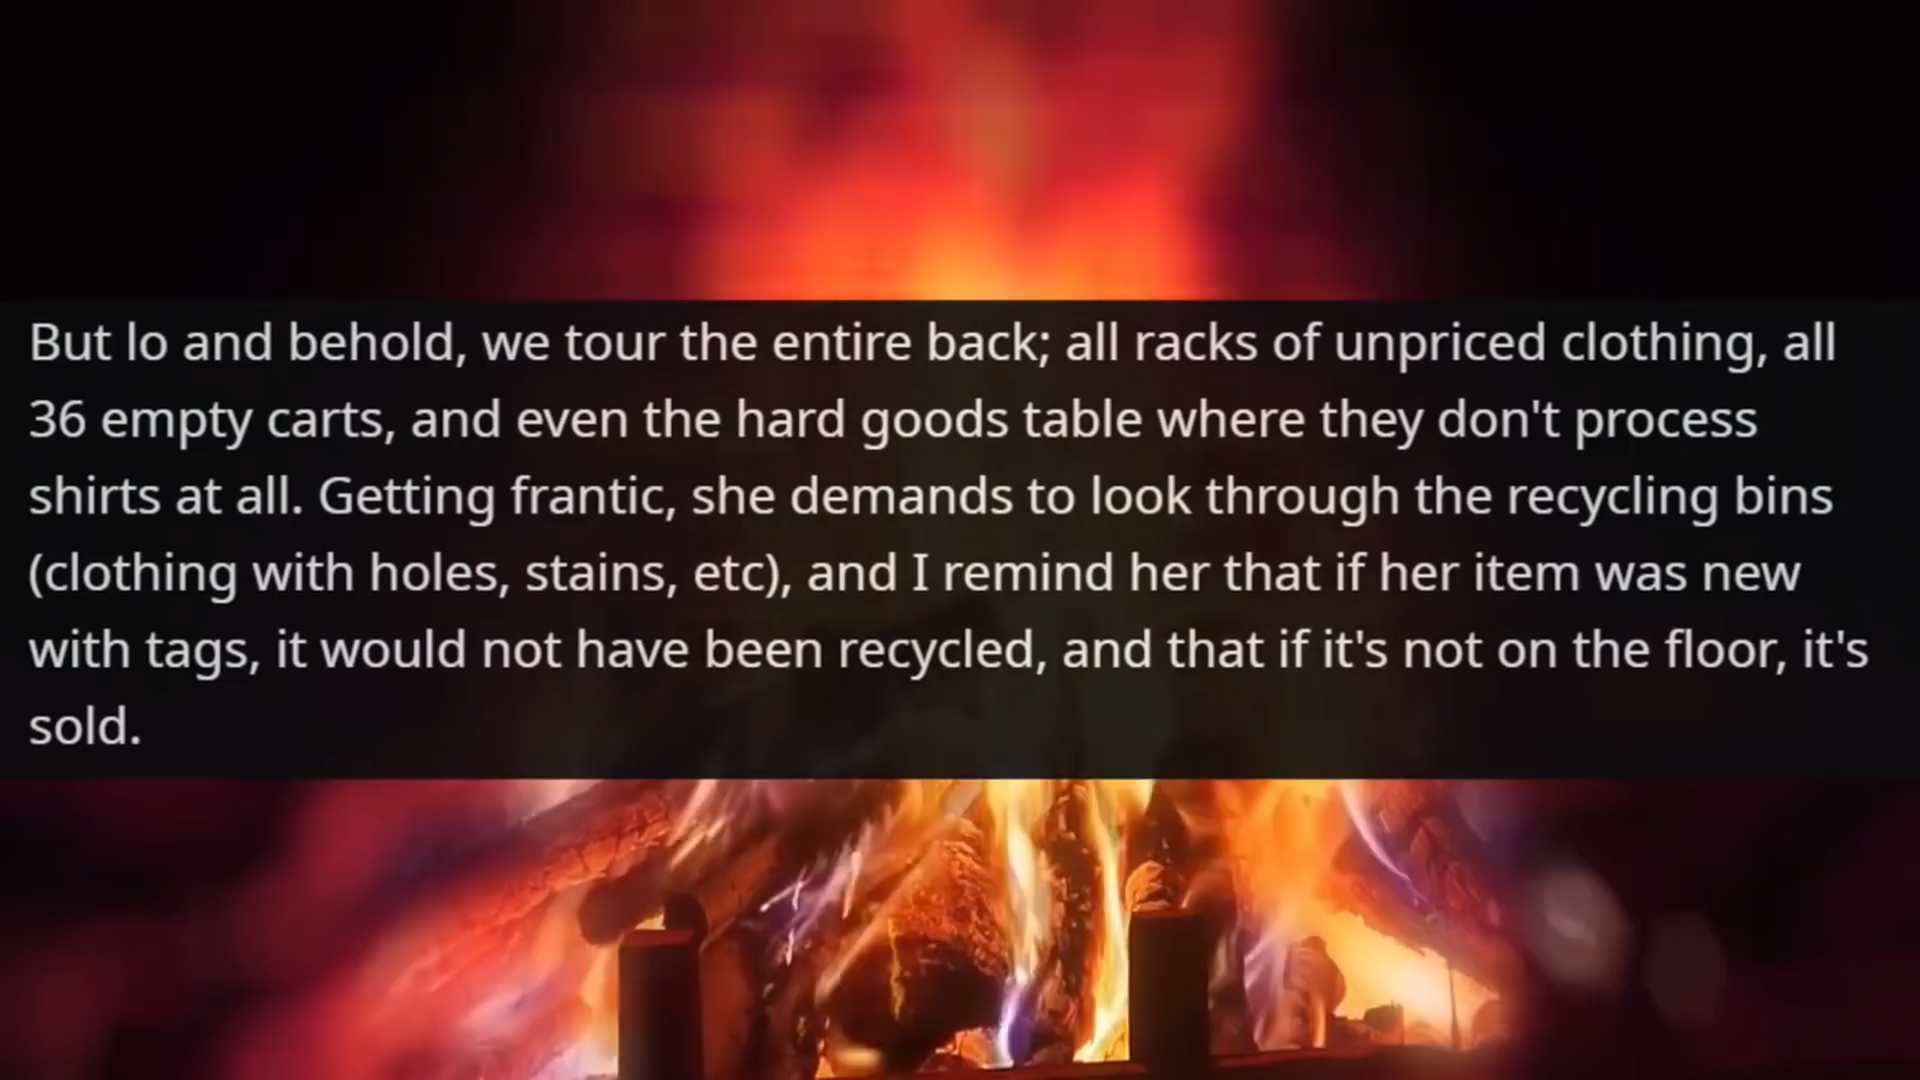 But lo and behold, we tour the entire back; all racks of unpriced clothing, all
36 empty carts, and even the hard goods table where they don't process
shirts at all. Getting frantic, she demands to look through the recycling bins
(clothing with holes, stains, etc), and I remind her that if her item was new
with tags, it would not have been recycled, and that if it's not on the floor, it's
sold.